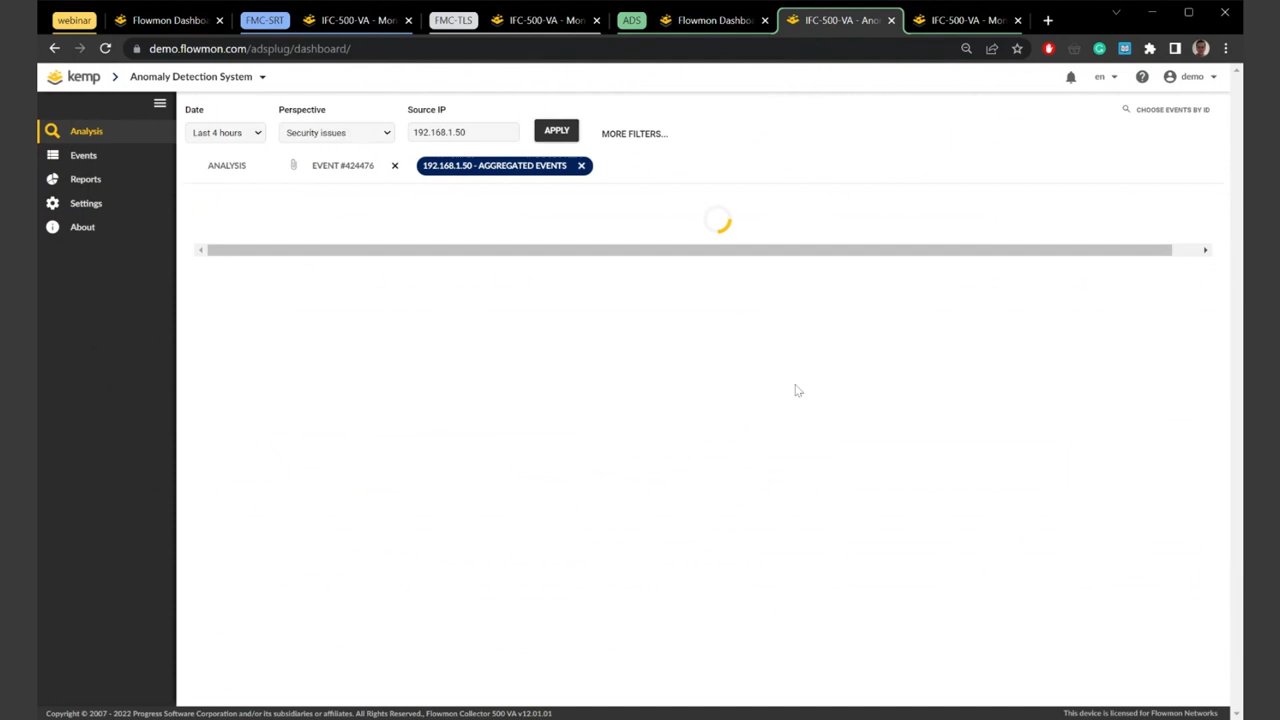 webinar
Flowmon Dashbo
FMC-SRT
IFC-500-VA - Mon
FMC-TLS
IFC-500-VA - Mon
ADS
Flowmon Dashbo
IFC-500-VA - Ano
IFC-500-VA - Mon
demo.flowmon.com/adsplug/dashboard/
kemp
Anomaly Detection System
en
demo
Date
Perspective
Source IP
CHOOSE EVENTS BY ID
Last 4 hours
Security issues
192.168.1.50
APPLY
MORE FILTERS...
Analysis
Events
Reports
Settings
About
ANALYSIS
EVENT #424476
192.168.1.50 - AGGREGATED EVENTS
Copyright © 2007 - 2022 Progress Software Corporation and/or its subsidiaries or affiliates. All Rights Reserved., Flowmon Collector 500 VA v12.01.01
This device is licensed for Flowmon Networks